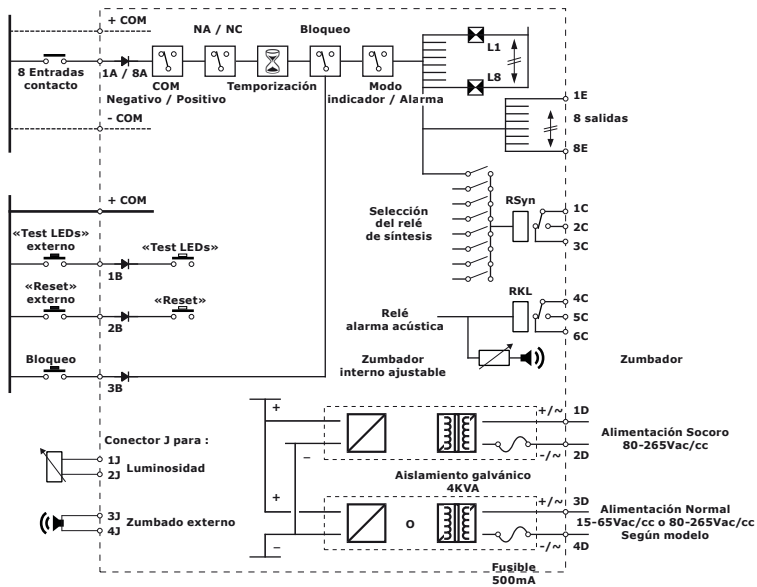 + COM
NA / NC
Bloqueo
L1
8 Entradas
contacto
1A / 8A
COM
Negativo / Positivo
Temporización
Modo
indicador / Alarma
L8
1E
8 salidas
8E
- COM
+ COM
Selección
del relé
de síntesis
RSyn
1C
2C
3C
«Test LEDs»
externo
«Test LEDs»
1B
«Reset»
externo
«Reset»
2B
Relé
alarma acústica
RKL
4C
5C
6C
Bloqueo
3B
Zumbador
interno ajustable
Zumbador
+
+/~
1D
Alimentación Socoro
80-265Vac/cc
−
-/~
2D
Conector J para :
1J
2J
Luminosidad
Aislamiento galvánico
4KVA
+
+/~
3D
Alimentación Normal
15-65Vac/cc o 80-265Vac/cc
Según modelo
3J
4J
Zumbado externo
O
−
-/~
4D
Fusible
500mA